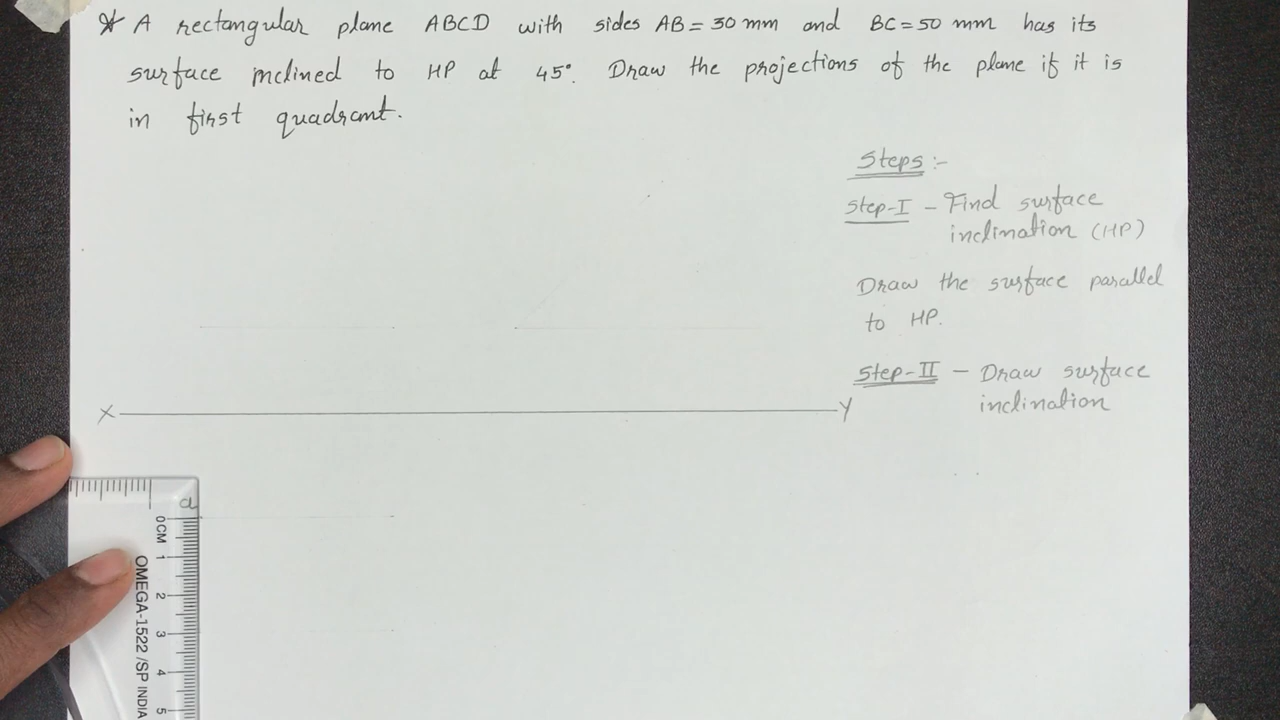 * A rectangular plane ABCD with sides AB = 30 mm and BC = 50 mm has its
surface inclined to HP at 45°. Draw the projections of the plane if it is
in first quadrant.
Steps :-
Step-I - Find surface
inclination (HP)
Draw the surface parallel
to HP.
Step-II - Draw surface
inclination
X
Y
d
0 CM 1 2 3 4 5
OMEGA-1522 /SP INDIA